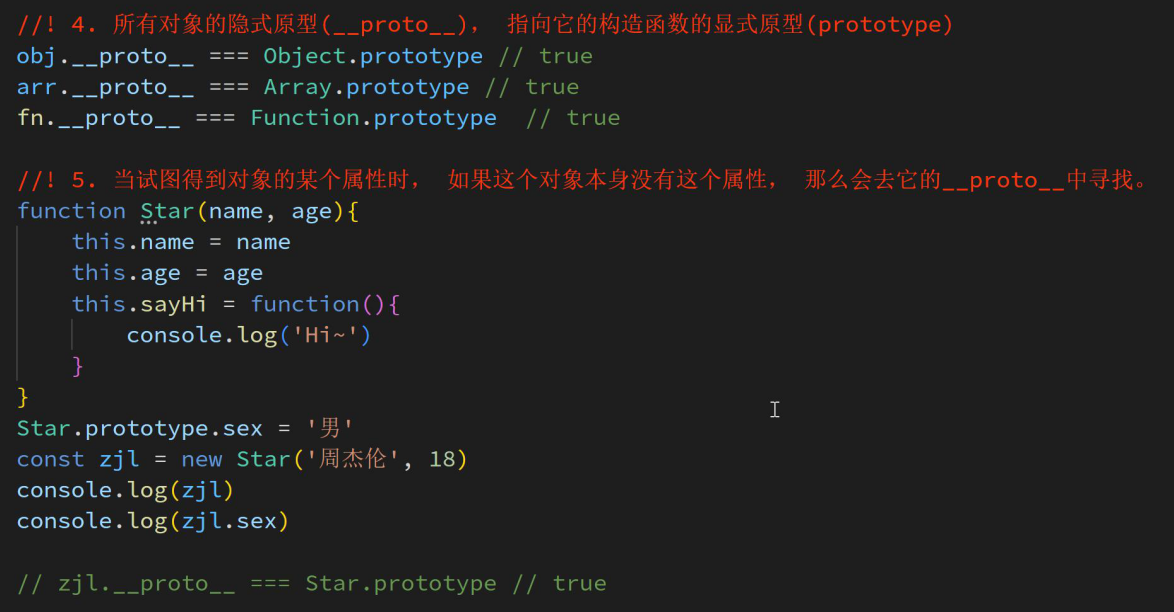 //! 4. 所有对象的隐式原型(__proto__), 指向它的构造函数的显式原型(prototype)
obj.__proto__ === Object.prototype // true
arr.__proto__ === Array.prototype // true
fn.__proto__ === Function.prototype  // true

//! 5. 当试图得到对象的某个属性时, 如果这个对象本身没有这个属性, 那么会去它的__proto__中寻找。
function Star(name, age){
    this.name = name
    this.age = age
    this.sayHi = function(){
        console.log('Hi~')
    }
}
Star.prototype.sex = '男'
const zjl = new Star('周杰伦', 18)
console.log(zjl)
console.log(zjl.sex)

// zjl.__proto__ === Star.prototype // true